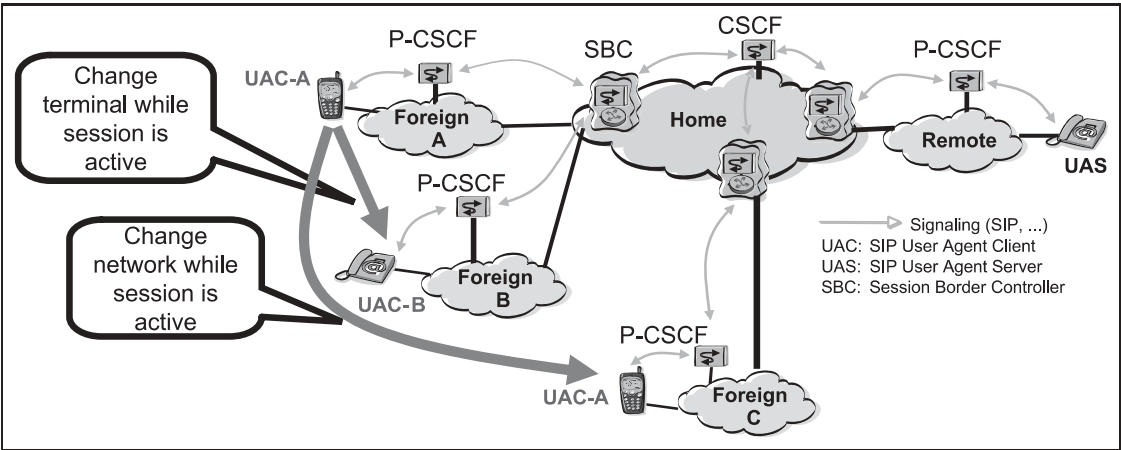 Change
terminal while
session is
active
Change
network while
session is
active
UAC-A
P-CSCF
Foreign
A
SBC
CSCF
Home
P-CSCF
Remote
UAS
P-CSCF
UAC-B
Foreign
B
P-CSCF
UAC-A
Foreign
C
Signaling (SIP, ...)
UAC: SIP User Agent Client
UAS: SIP User Agent Server
SBC: Session Border Controller